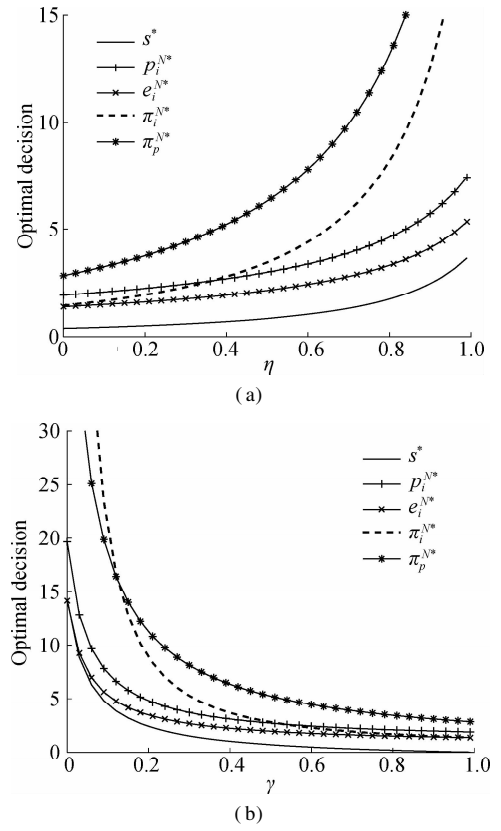 15
10
5
0
Optimal decision
s*
p_i^{N*}
e_i^{N*}
π_i^{N*}
π_p^{N*}
0 0.2 0.4 0.6 0.8 1.0
η
(a)
30
25
20
15
10
5
0
Optimal decision
s*
p_i^{N*}
e_i^{N*}
π_i^{N*}
π_p^{N*}
0 0.2 0.4 0.6 0.8 1.0
γ
(b)